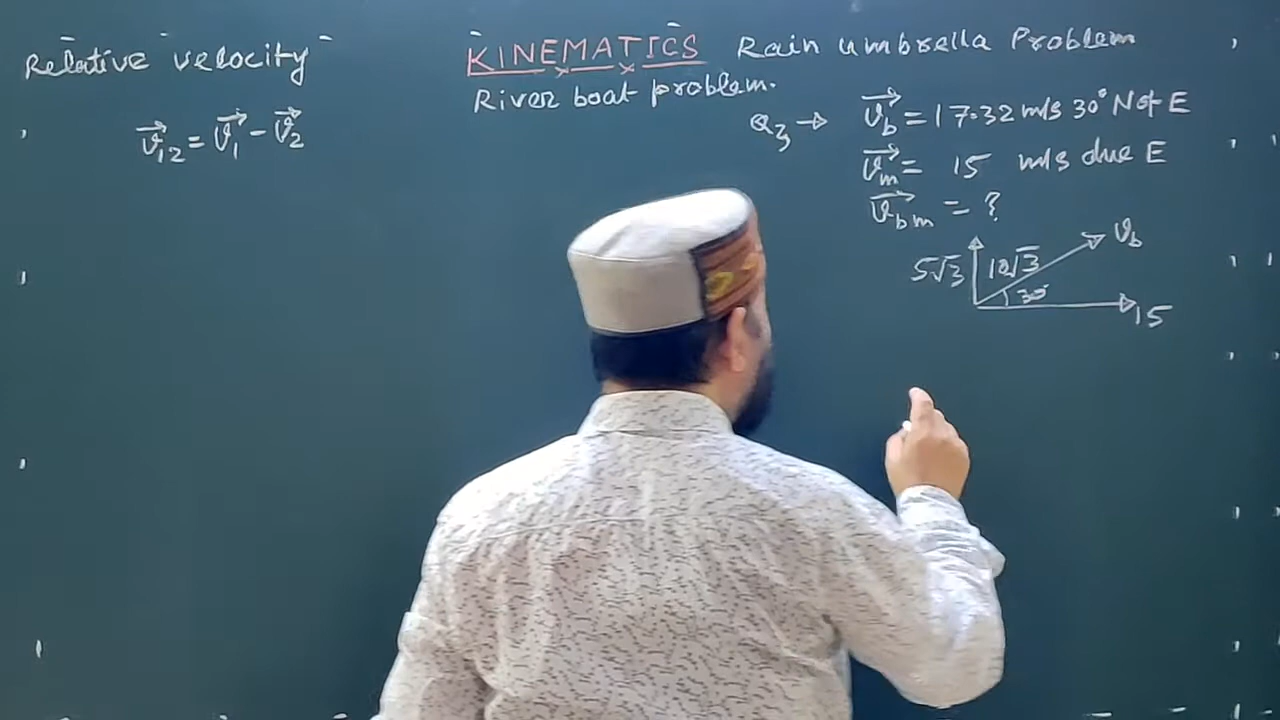 Relative velocity
v⃗₁₂ = v⃗₁ - v⃗₂
KINEMATICS Rain umbrella Problem
River boat problem.
Q3 → v⃗b = 17.32 m/s 30° N of E
v⃗m = 15 m/s due E
v⃗bm = ?
vb
5√3 10√3
30°
15